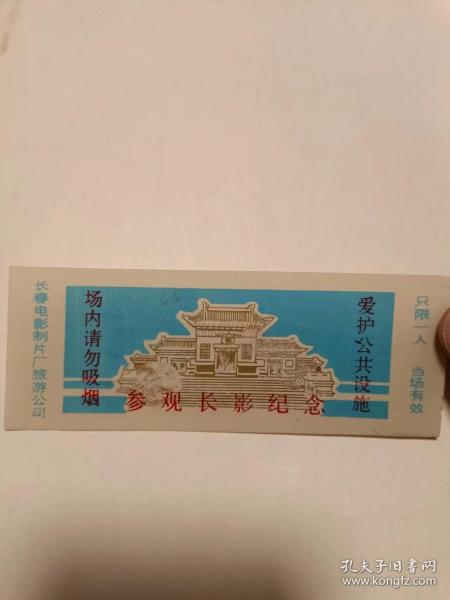 长春电影制片厂旅游公司
场内请勿吸烟
参观长影纪念
爱护公共设施
只限一人 当场有效
孔夫子旧书网
www.kongfz.com